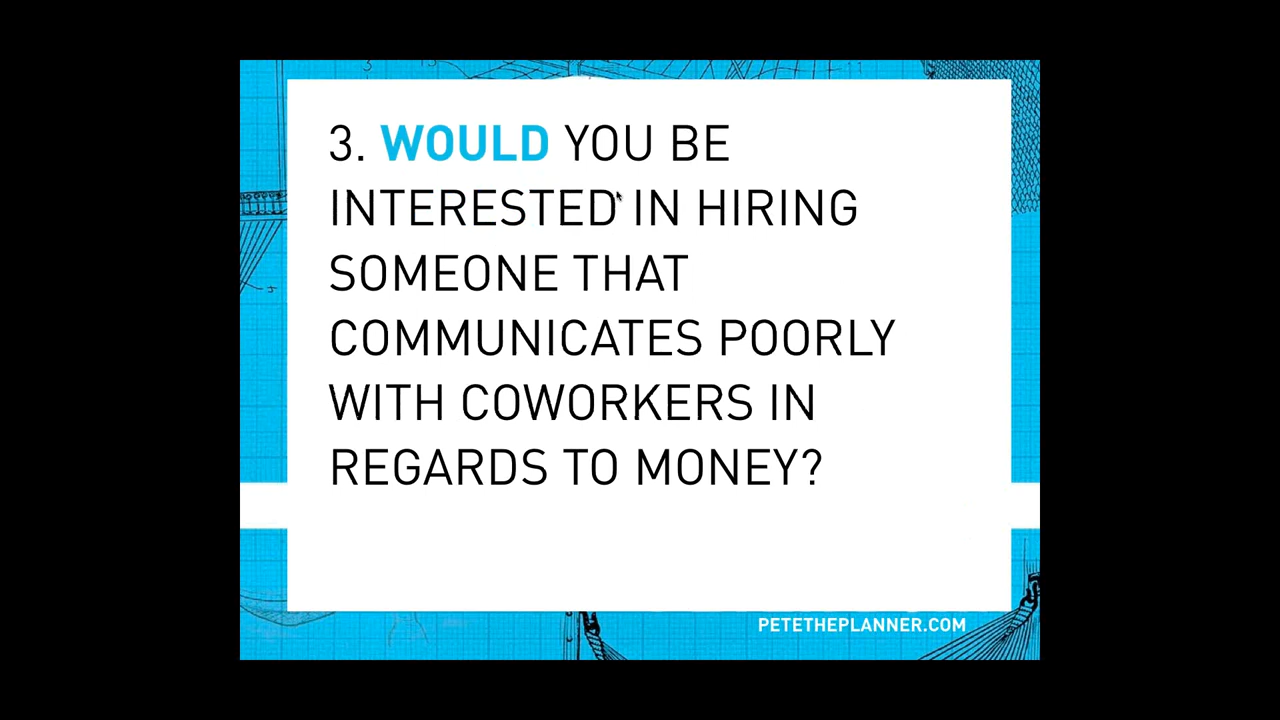 3. WOULD YOU BE
INTERESTED IN HIRING
SOMEONE THAT
COMMUNICATES POORLY
WITH COWORKERS IN
REGARDS TO MONEY?
PETETHEPLANNER.COM